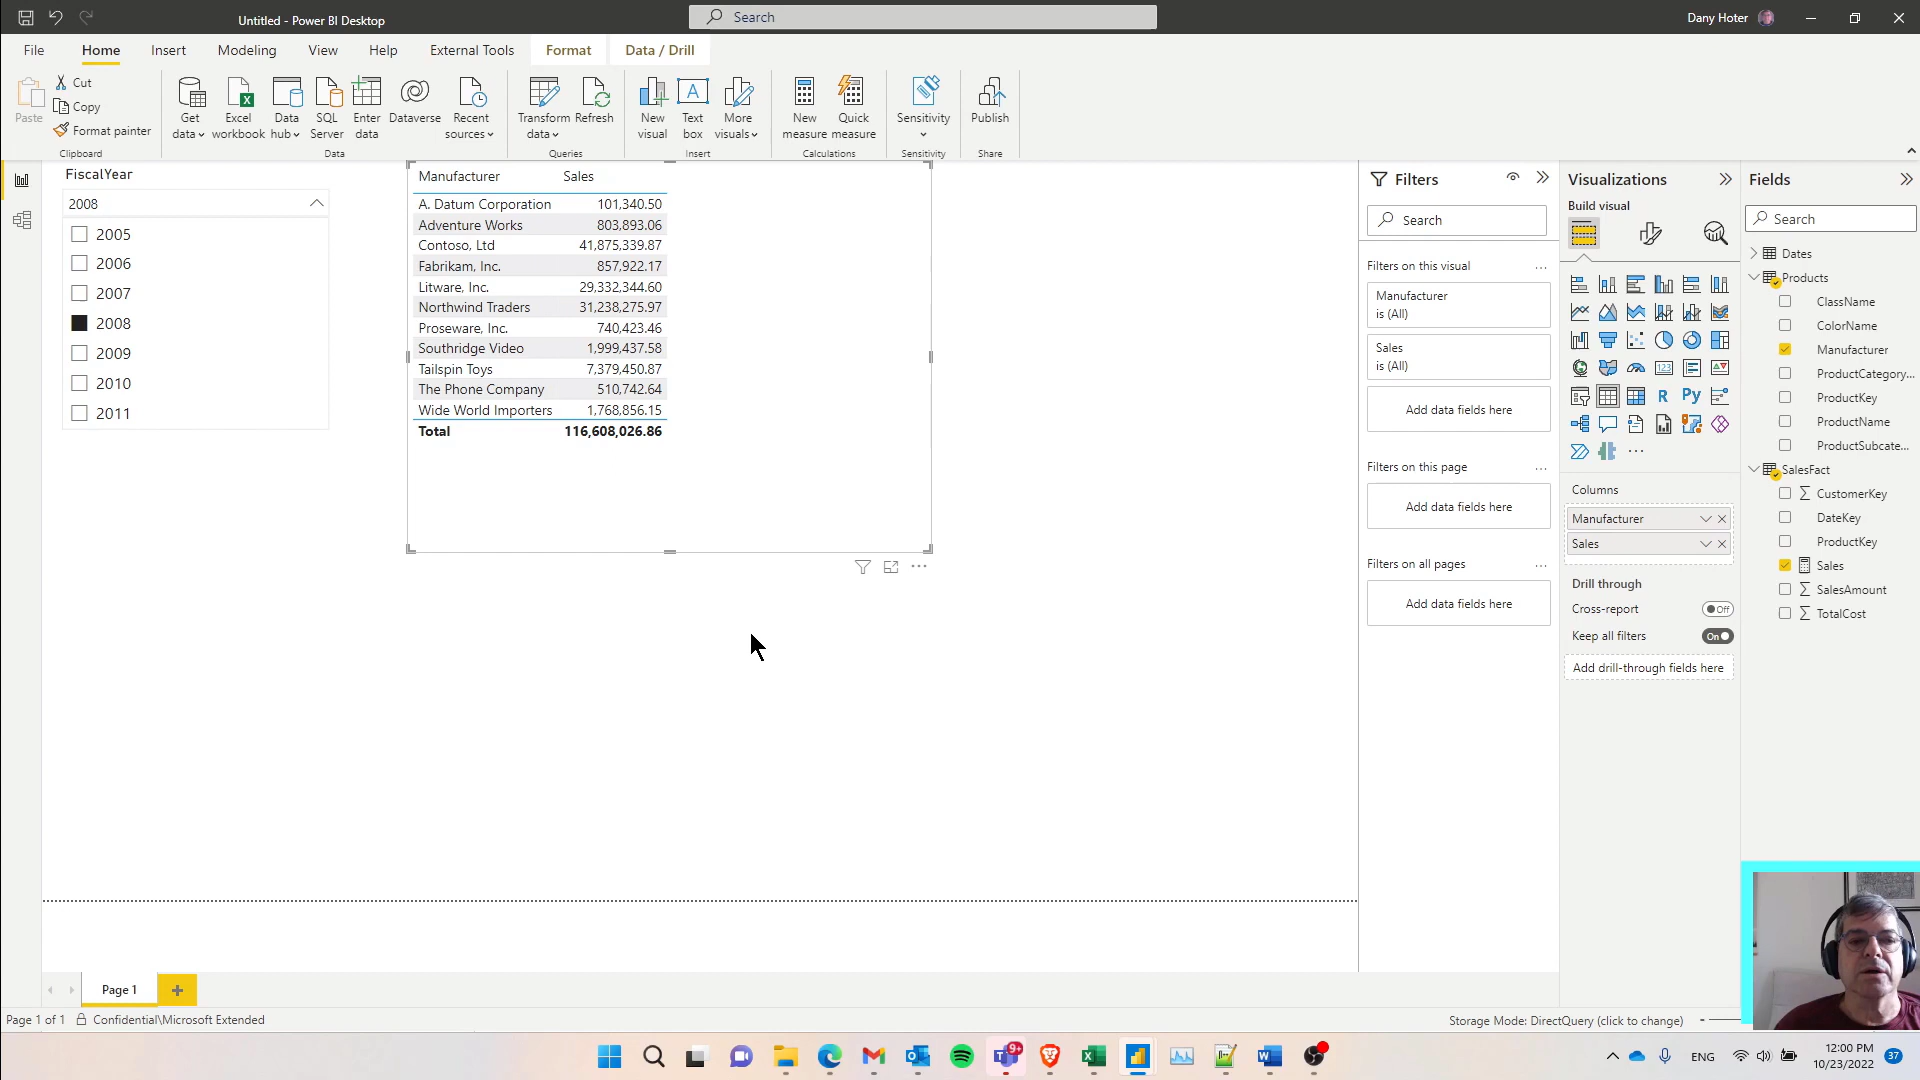 Untitled - Power BI Desktop
Search
Dany Hoter
File Home Insert Modeling View Help External Tools Format Data / Drill
Paste
Cut
Copy
Format painter
Clipboard
Get data
Excel workbook
Data hub
SQL Server
Enter data
Dataverse
Recent sources
Data
Transform data
Refresh
Queries
New visual
Text box
More visuals
Insert
New measure
Quick measure
Calculations
Sensitivity
Sensitivity
Publish
Share
FiscalYear
2008
2005
2006
2007
2008
2009
2010
2011
Manufacturer Sales
A. Datum Corporation 101,340.50
Adventure Works 803,893.06
Contoso, Ltd 41,875,339.87
Fabrikam, Inc. 857,922.17
Litware, Inc. 29,332,344.60
Northwind Traders 31,238,275.97
Proseware, Inc. 740,423.46
Southridge Video 1,999,437.58
Tailspin Toys 7,379,450.87
The Phone Company 510,742.64
Wide World Importers 1,768,856.15
Total 116,608,026.86
Filters
Search
Filters on this visual
Manufacturer
is (All)
Sales
is (All)
Add data fields here
Filters on this page
Add data fields here
Filters on all pages
Add data fields here
Visualizations
Build visual
123
R
Py
Columns
Manufacturer
Sales
Drill through
Cross-report Off
Keep all filters On
Add drill-through fields here
Fields
Search
Dates
Products
ClassName
ColorName
Manufacturer
ProductCategory...
ProductKey
ProductName
ProductSubcate...
SalesFact
CustomerKey
DateKey
ProductKey
Sales
SalesAmount
TotalCost
Page 1
Page 1 of 1 Confidential\Microsoft Extended
Storage Mode: DirectQuery (click to change)
9+
ENG
12:00 PM
10/23/2022
37